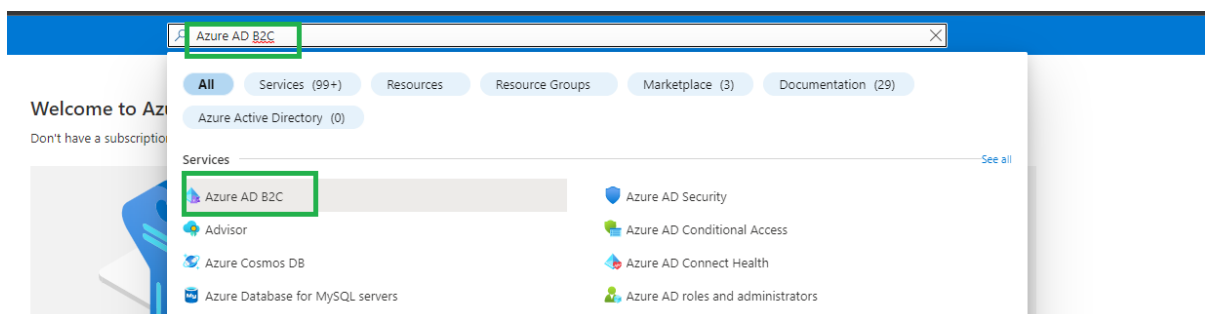 Azure AD B2C
All Services (99+) Resources Resource Groups Marketplace (3) Documentation (29)
Welcome to
Azure Active Directory (0)
Don't have a
Services See all
Azure AD B2C Azure AD Security
Advisor Azure AD Conditional Access
Azure Cosmos DB Azure AD Connect Health
Azure Database for MySQL servers Azure AD roles and administrators